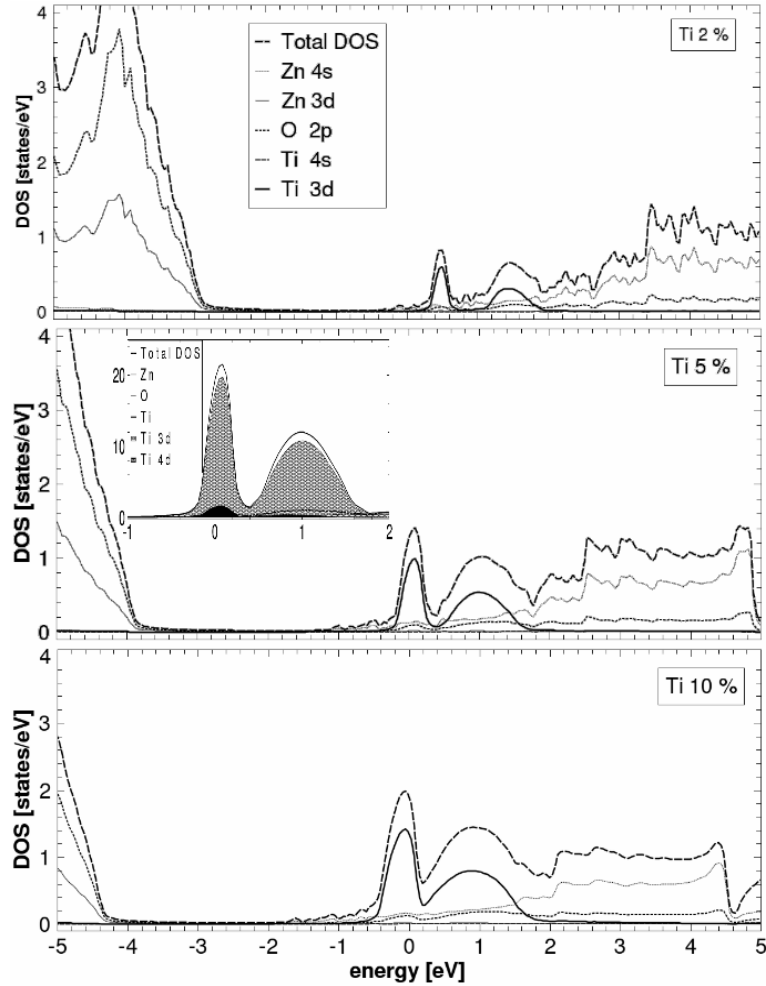 4
3
2
1
0
DOS [states/eV]
Total DOS
Zn 4s
Zn 3d
O 2p
Ti 4s
Ti 3d
Ti 2 %
4
3
2
1
0
DOS [states/eV]
Total DOS
Zn
O
Ti
Ti 3d
Ti 4d
20
10
0
-1 0 1 2
Ti 5 %
4
3
2
1
0
DOS [states/eV]
Ti 10 %
-5 -4 -3 -2 -1 0 1 2 3 4 5
energy [eV]